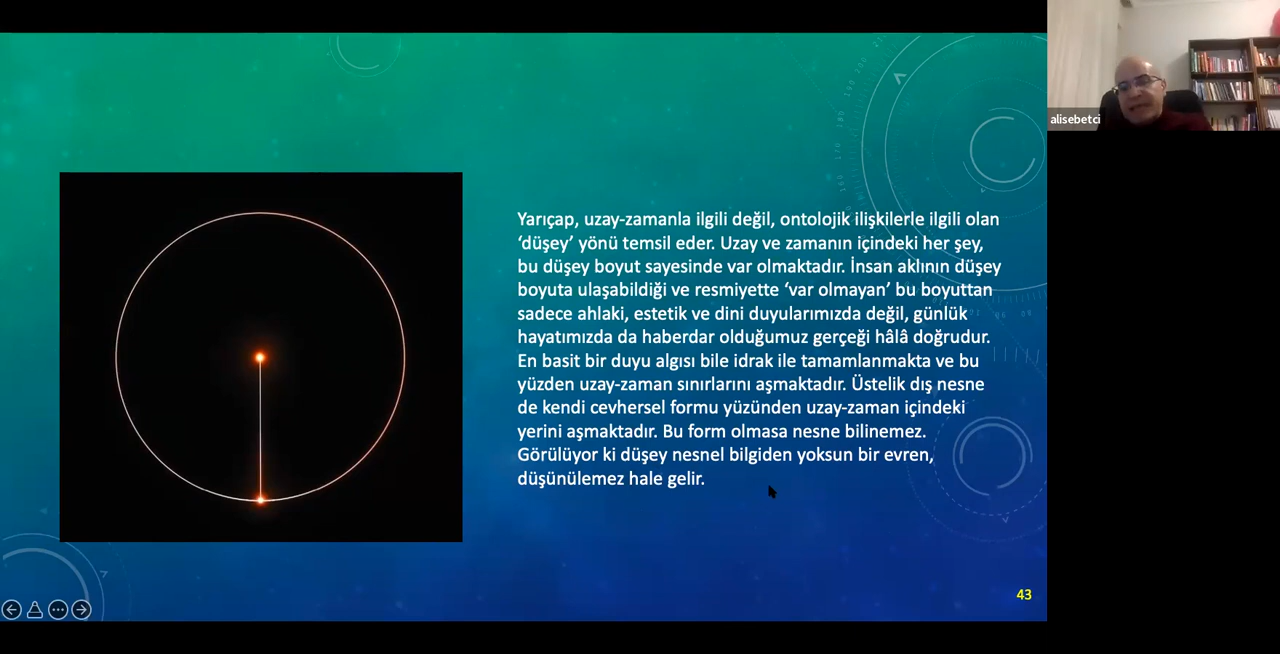 alisebetci
Yarıçap, uzay-zamanla ilgili değil, ontolojik ilişkilerle ilgili olan
‘düşey’ yönü temsil eder. Uzay ve zamanın içindeki her şey,
bu düşey boyut sayesinde var olmaktadır. İnsan aklının düşey
boyuta ulaşabildiği ve resmiyette ‘var olmayan’ bu boyuttan
sadece ahlaki, estetik ve dini duyularımızda değil, günlük
hayatımızda da haberdar olduğumuz gerçeği hâlâ doğrudur.
En basit bir duyu algısı bile idrak ile tamamlanmakta ve bu
yüzden uzay-zaman sınırlarını aşmaktadır. Üstelik dış nesne
de kendi cevhersel formu yüzünden uzay-zaman içindeki
yerini aşmaktadır. Bu form olmasa nesne bilinemez.
Görülüyor ki düşey nesnel bilgiden yoksun bir evren,
düşünülemez hale gelir.
43